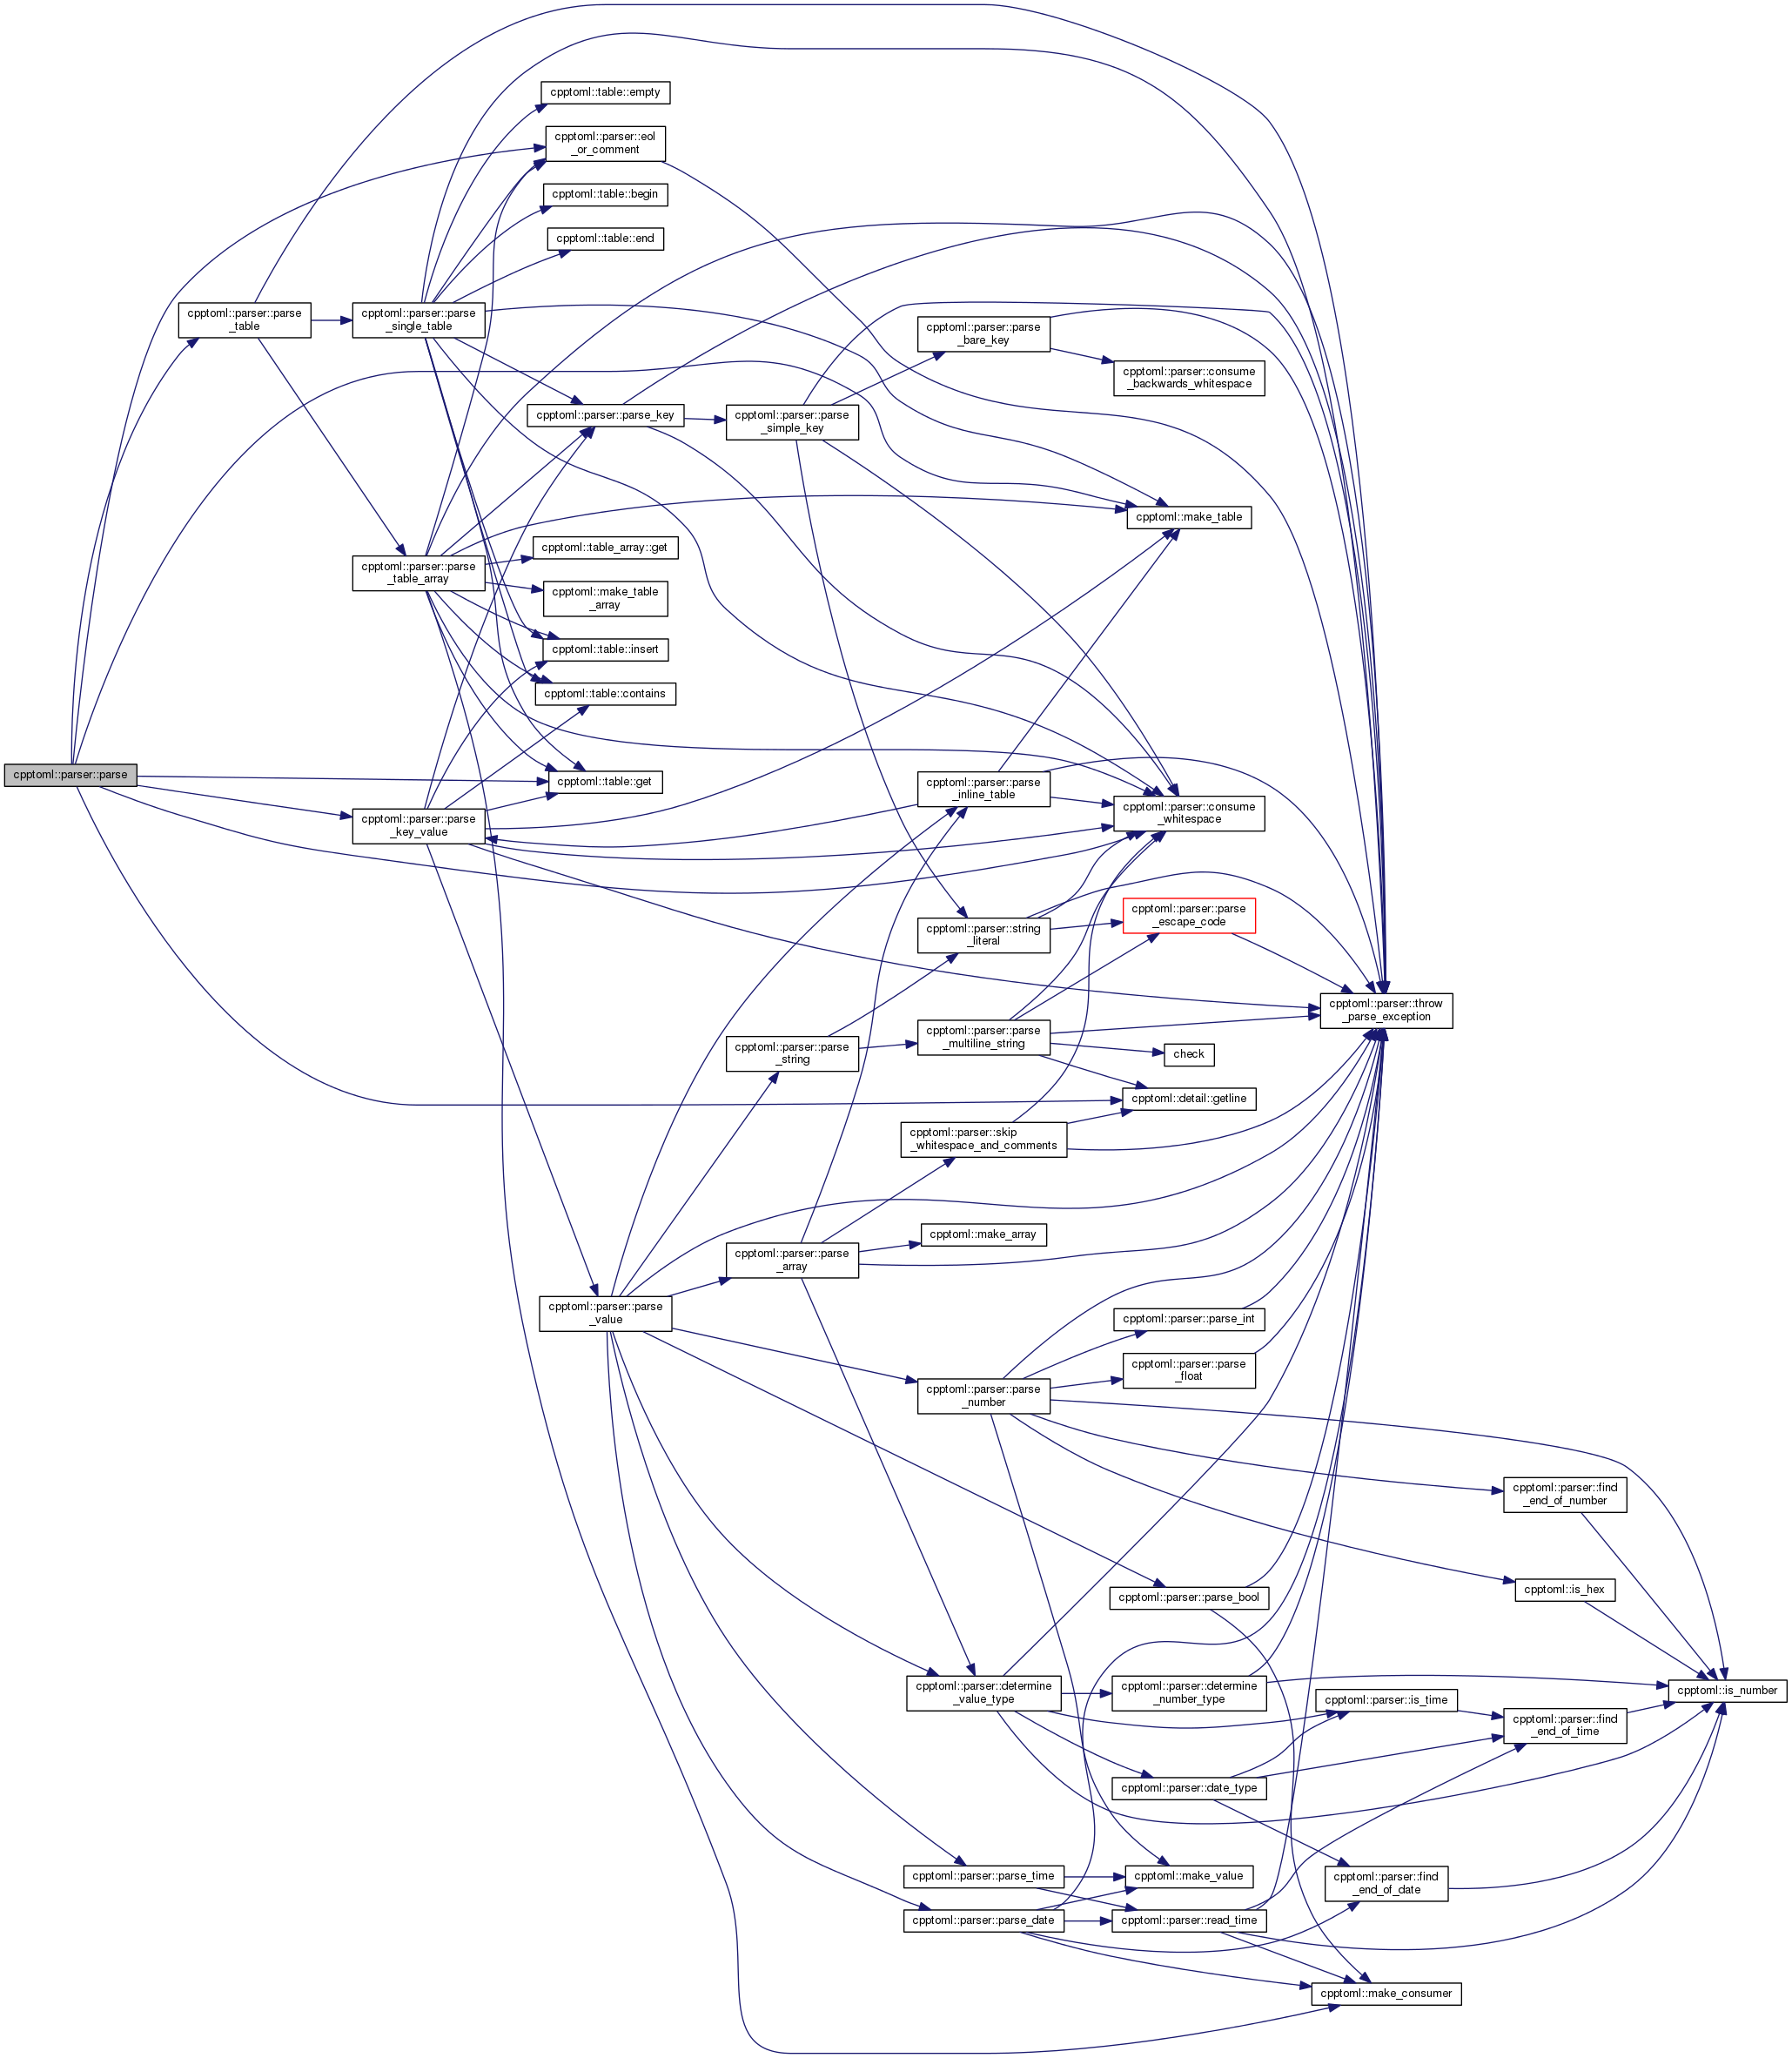 cpptoml::table::empty
cpptoml::parser::eol
_or_comment
cpptoml::table::begin
cpptoml::table::end
cpptoml::parser::parse
_table
cpptoml::parser::parse
_single_table
cpptoml::parser::parse
_bare_key
cpptoml::parser::consume
_backwards_whitespace
cpptoml::parser::parse_key
cpptoml::parser::parse
_simple_key
cpptoml::make_table
cpptoml::table_array::get
cpptoml::parser::parse
_table_array
cpptoml::make_table
_array
cpptoml::table::insert
cpptoml::table::contains
cpptoml::parser::parse
cpptoml::table::get
cpptoml::parser::parse
_key_value
cpptoml::parser::parse
_inline_table
cpptoml::parser::consume
_whitespace
cpptoml::parser::string
_literal
cpptoml::parser::parse
_escape_code
cpptoml::parser::throw
_parse_exception
cpptoml::parser::parse
_string
cpptoml::parser::parse
_multiline_string
check
cpptoml::detail::getline
cpptoml::parser::skip
_whitespace_and_comments
cpptoml::make_array
cpptoml::parser::parse
_array
cpptoml::parser::parse
_value
cpptoml::parser::parse_int
cpptoml::parser::parse
_float
cpptoml::parser::parse
_number
cpptoml::parser::find
_end_of_number
cpptoml::is_hex
cpptoml::parser::parse_bool
cpptoml::parser::determine
_value_type
cpptoml::parser::determine
_number_type
cpptoml::parser::is_time
cpptoml::is_number
cpptoml::parser::find
_end_of_time
cpptoml::parser::date_type
cpptoml::parser::parse_time
cpptoml::make_value
cpptoml::parser::find
_end_of_date
cpptoml::parser::parse_date
cpptoml::parser::read_time
cpptoml::make_consumer